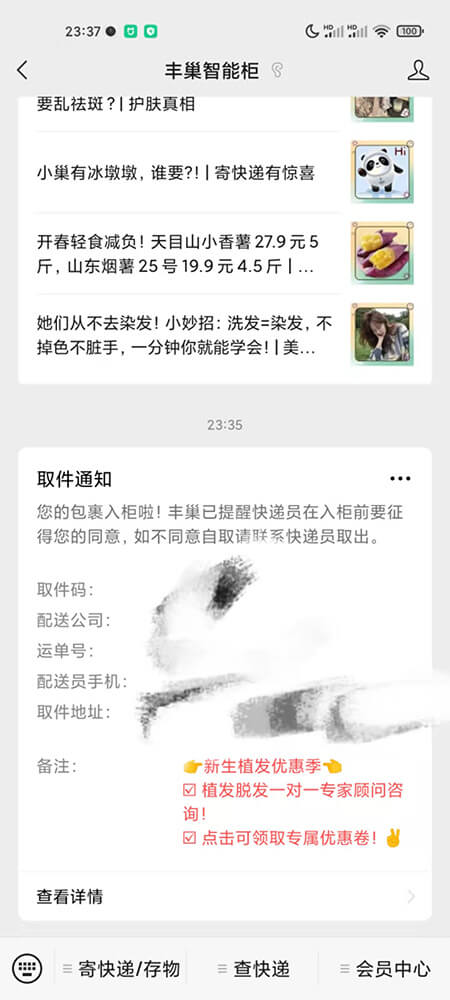 23:37
HD
HD
100
丰巢智能柜
要乱祛斑？| 护肤真相
小巢有冰墩墩，谁要?! | 寄快递有惊喜
Hi
开春轻食减负！天目山小香薯 27.9 元 5
斤，山东烟薯 25 号 19.9 元 4.5 斤 | ...
她们从不去染发！小妙招：洗发=染发，不
掉色不脏手，一分钟你就能学会! | 美...
23:35
取件通知
您的包裹入柜啦！丰巢已提醒快递员在入柜前要征
得您的同意，如不同意自取请联系快递员取出。
取件码：
配送公司：
运单号：
配送员手机：
取件地址：
备注：
👉新生植发优惠季👈
☑ 植发脱发一对一专家顾问咨
询！
☑ 点击可领取专属优惠卷！✌
查看详情
寄快递/存物
查快递
会员中心